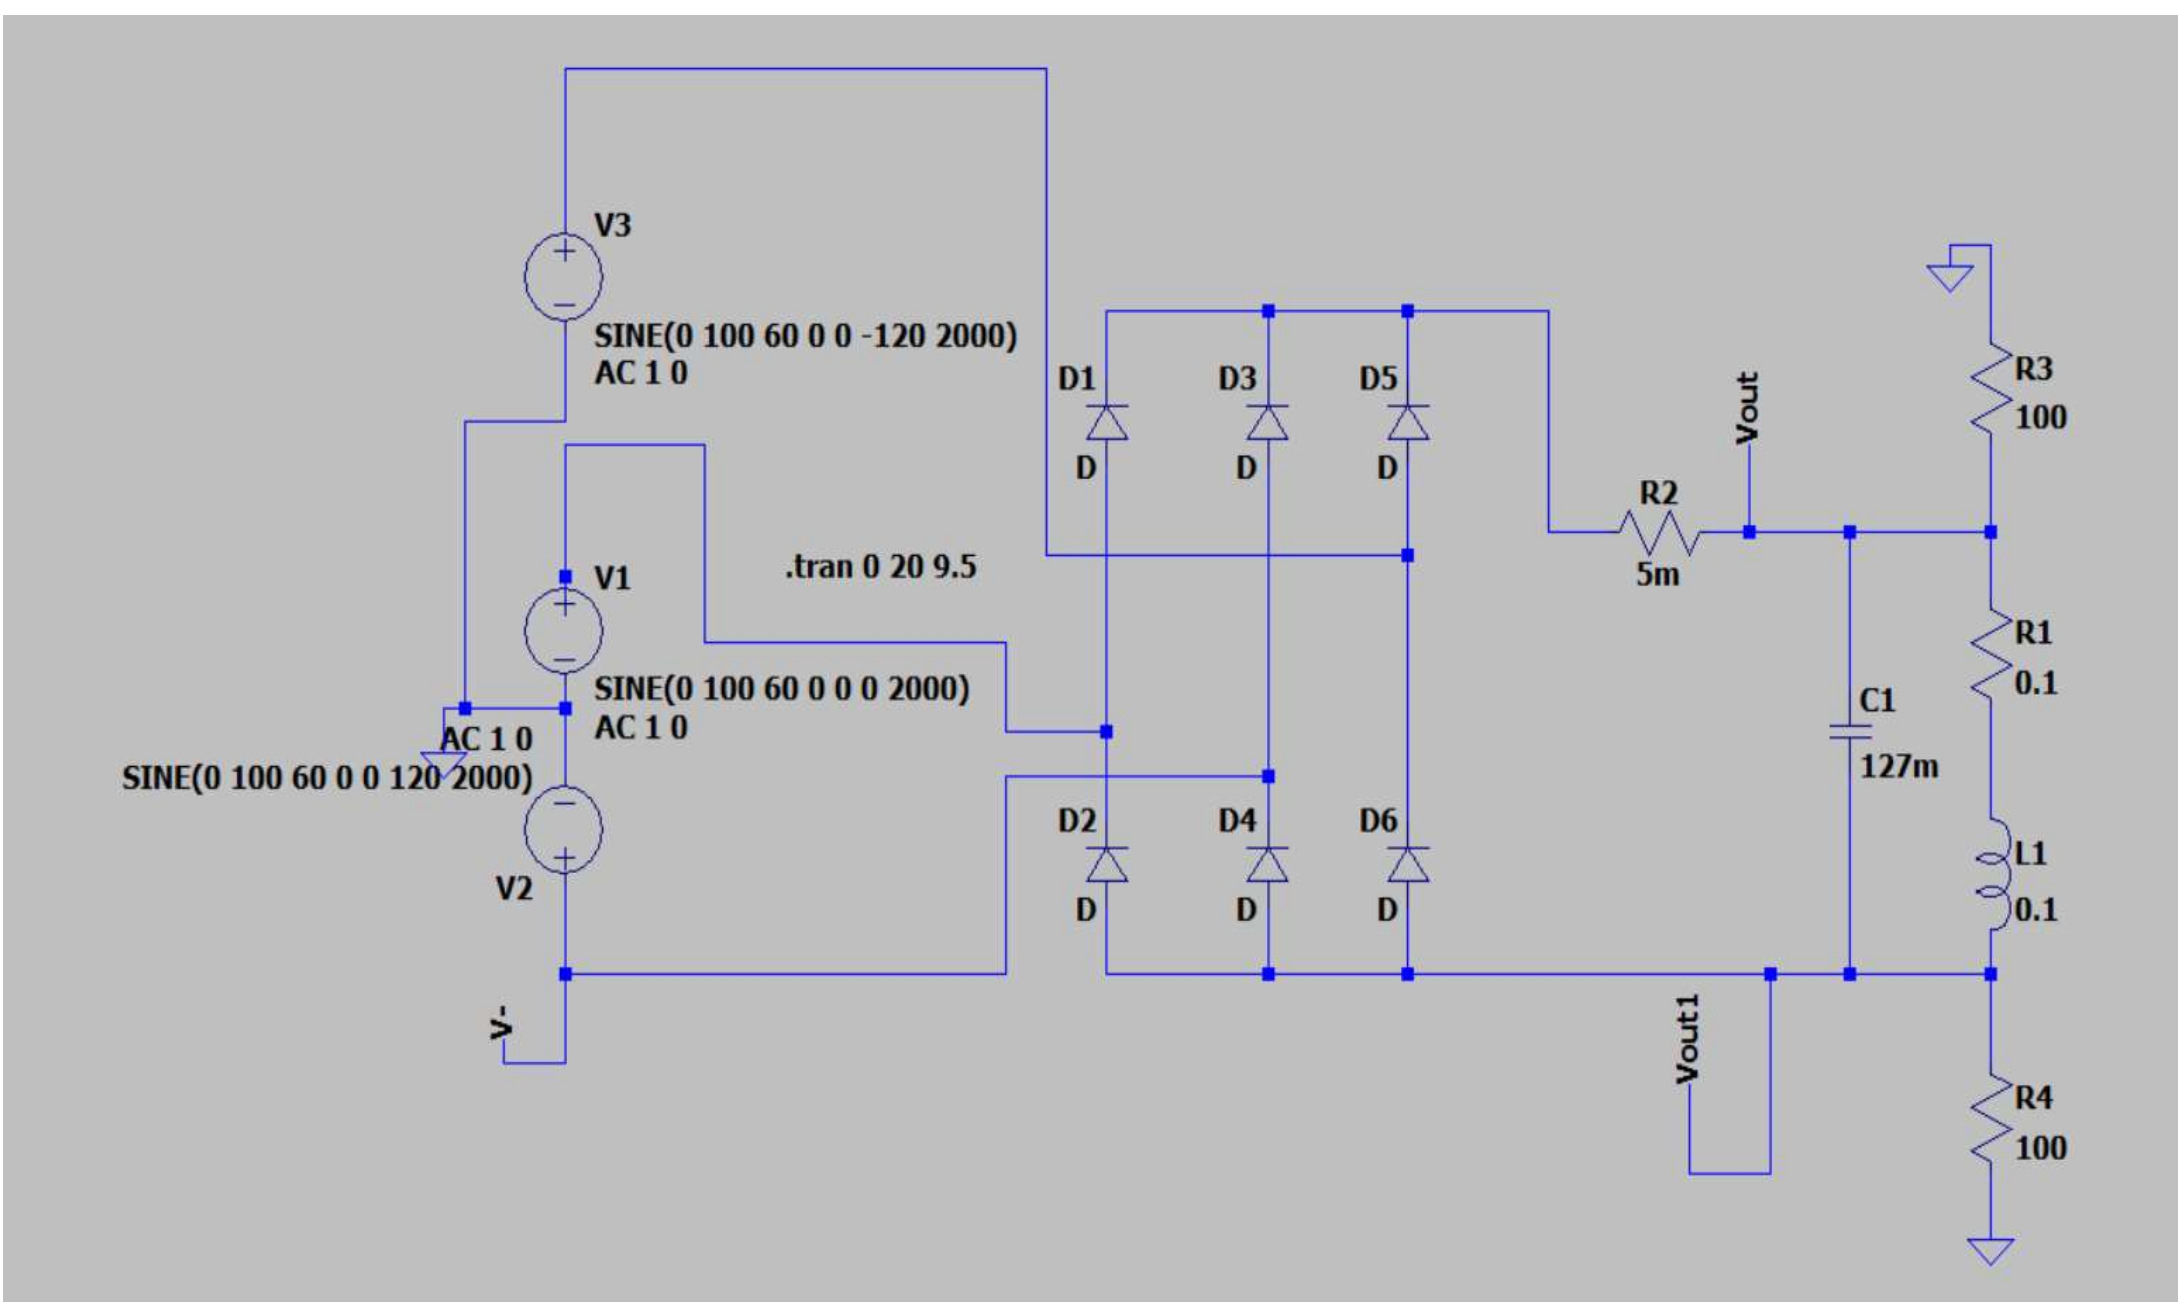 V3
SINE(0 100 60 0 0 -120 2000)
AC 1 0
D1
D3
D5
D
D
D
R3
100
Vout
R2
5m
.tran 0 20 9.5
V1
SINE(0 100 60 0 0 0 2000)
AC 1 0
AC 1 0
SINE(0 100 60 0 0 120 2000)
V2
R1
0.1
C1
127m
D2
D4
D6
D
D
D
L1
0.1
V-
Vout1
R4
100